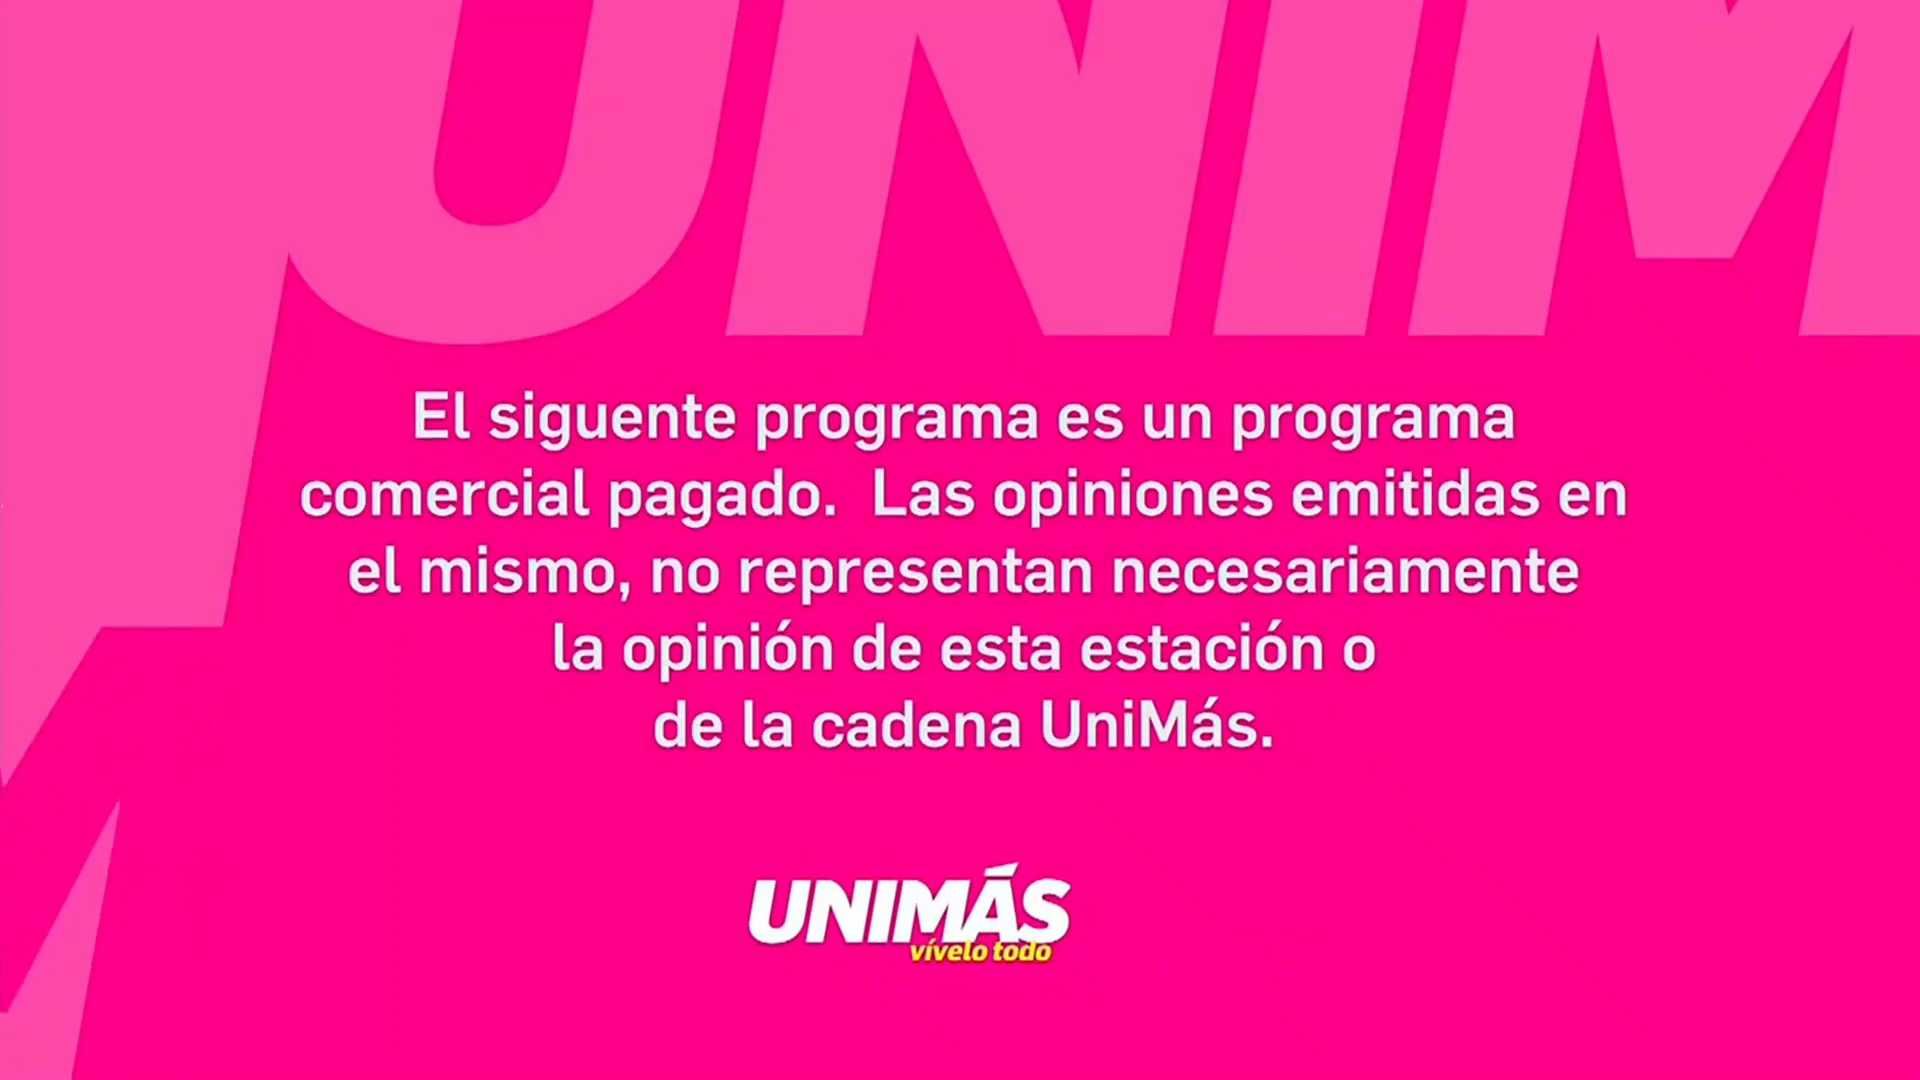 UNIM
El siguente programa es un programa
comercial pagado.  Las opiniones emitidas en
el mismo, no representan necesariamente
la opinión de esta estación o
de la cadena UniMás.
UNIMÁS
vívelo todo